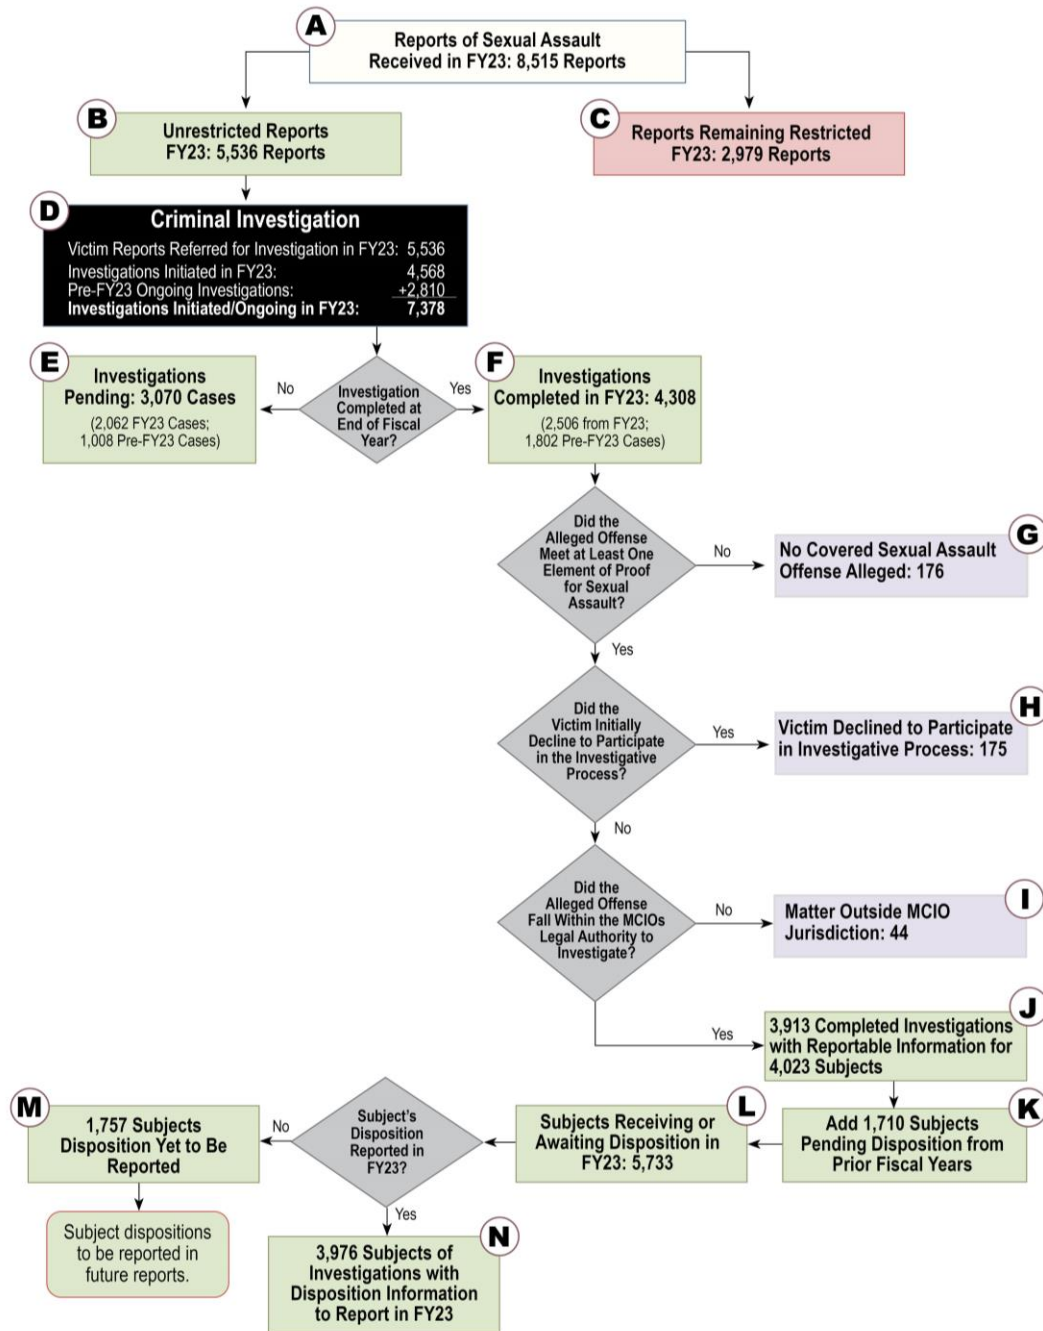 A
Reports of Sexual Assault
Received in FY23: 8,515 Reports
B
Unrestricted Reports
FY23: 5,536 Reports
C
Reports Remaining Restricted
FY23: 2,979 Reports
D
Criminal Investigation
Victim Reports Referred for Investigation in FY23: 5,536
Investigations Initiated in FY23: 4,568
Pre-FY23 Ongoing Investigations: +2,810
Investigations Initiated/Ongoing in FY23: 7,378
E
Investigations
Pending: 3,070 Cases
(2,062 FY23 Cases;
1,008 Pre-FY23 Cases)
No
Investigation
Completed at
End of Fiscal
Year?
Yes
F
Investigations
Completed in FY23: 4,308
(2,506 from FY23;
1,802 Pre-FY23 Cases)
Did the
Alleged Offense
Meet at Least One
Element of Proof
for Sexual
Assault?
No
G
No Covered Sexual Assault
Offense Alleged: 176
Yes
Did the
Victim Initially
Decline to Participate
in the Investigative
Process?
Yes
H
Victim Declined to Participate
in Investigative Process: 175
No
Did the
Alleged Offense
Fall Within the MCIOs
Legal Authority to
Investigate?
No
I
Matter Outside MCIO
Jurisdiction: 44
Yes
J
3,913 Completed Investigations
with Reportable Information for
4,023 Subjects
K
Add 1,710 Subjects
Pending Disposition from
Prior Fiscal Years
L
Subjects Receiving or
Awaiting Disposition in
FY23: 5,733
Subject's
Disposition
Reported in
FY23?
No
M
1,757 Subjects
Disposition Yet to Be
Reported
Subject dispositions
to be reported in
future reports.
Yes
N
3,976 Subjects of
Investigations with
Disposition Information
to Report in FY23